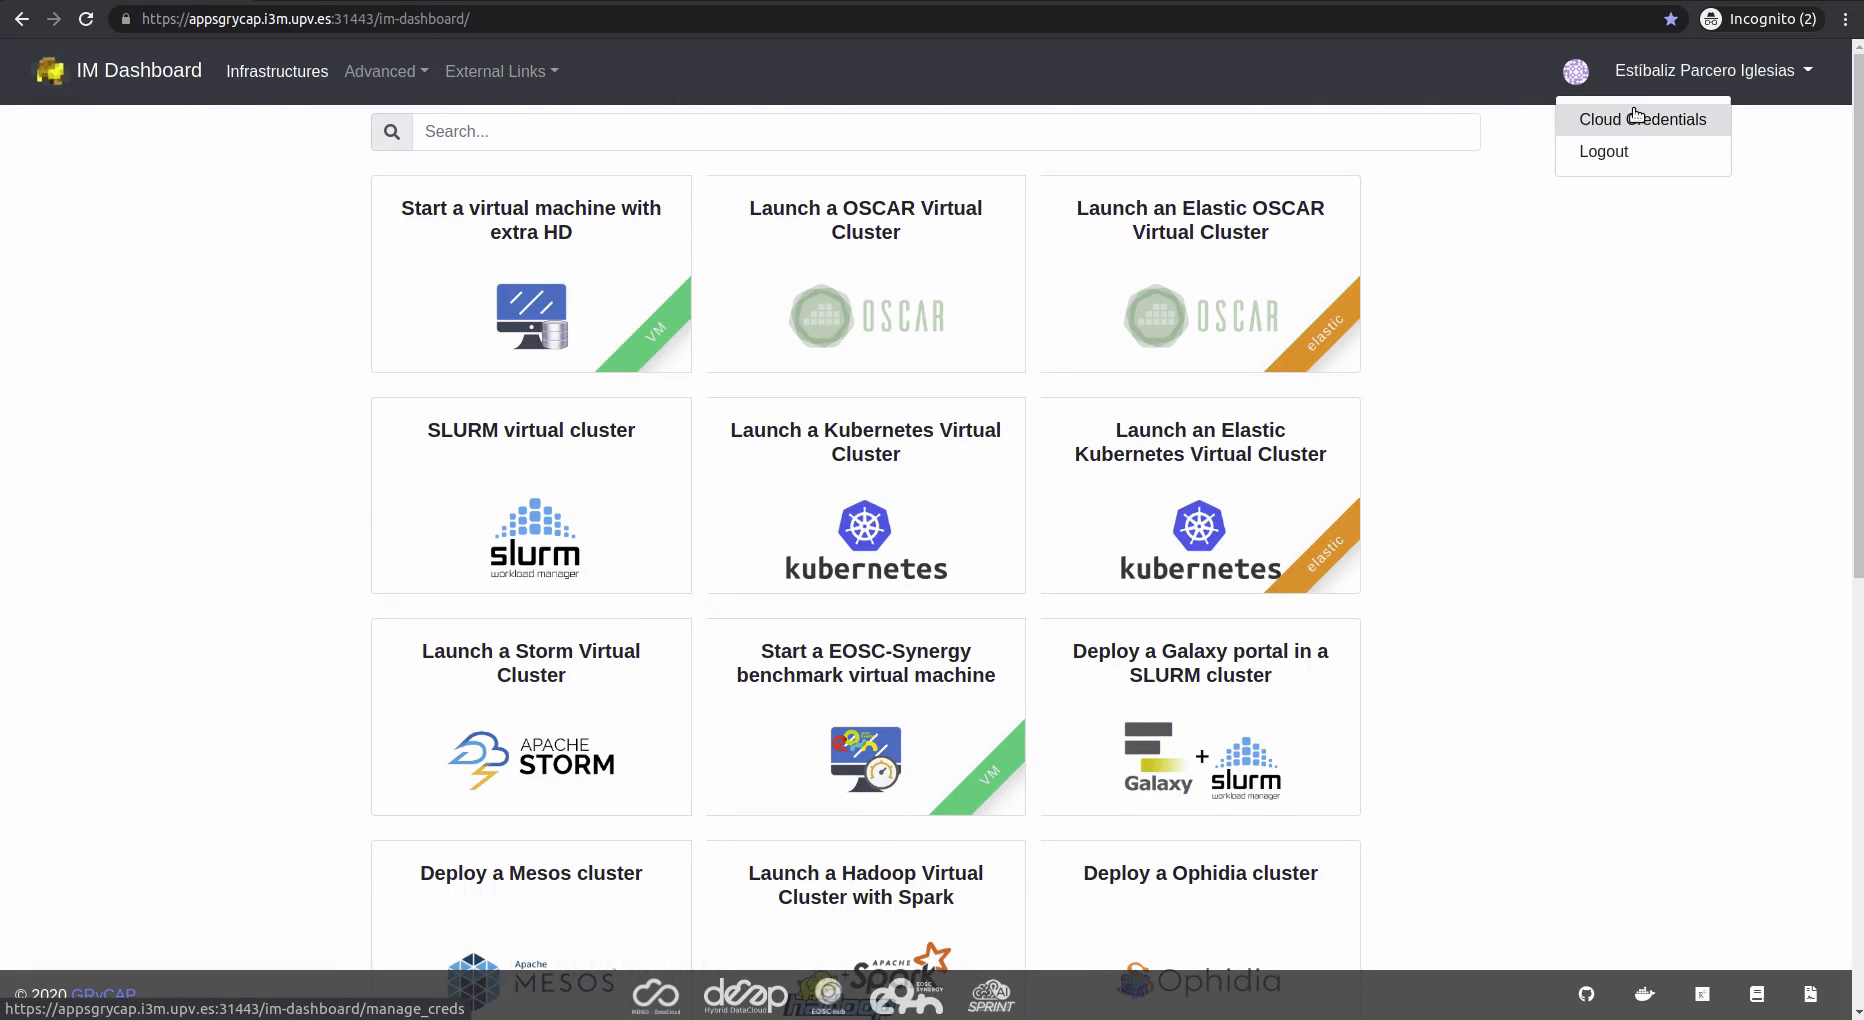 https://appsgrycap.i3m.upv.es:31443/im-dashboard/
Incognito (2)
IM Dashboard
Infrastructures
Advanced
External Links
Estíbaliz Parcero Iglesias
Cloud Credentials
Logout
Search...
Start a virtual machine with
extra HD
VM
Launch a OSCAR Virtual
Cluster
OSCAR
Launch an Elastic OSCAR
Virtual Cluster
OSCAR
elastic
SLURM virtual cluster
slurm
workload manager
Launch a Kubernetes Virtual
Cluster
kubernetes
Launch an Elastic
Kubernetes Virtual Cluster
kubernetes
elastic
Launch a Storm Virtual
Cluster
APACHE
STORM
Start a EOSC-Synergy
benchmark virtual machine
VM
Deploy a Galaxy portal in a
SLURM cluster
Galaxy
+
slurm
workload manager
Deploy a Mesos cluster
Apache
MESOS
Launch a Hadoop Virtual
Cluster with Spark
APACHE
Spark
hadoop
Deploy a Ophidia cluster
Ophidia
© 2020 GRyCAP
INDIGO - DataCloud
deep
Hybrid DataCloud
EOSC-hub
EOSC
SYNERGY
AI
SPRINT
https://appsgrycap.i3m.upv.es:31443/im-dashboard/manage_creds